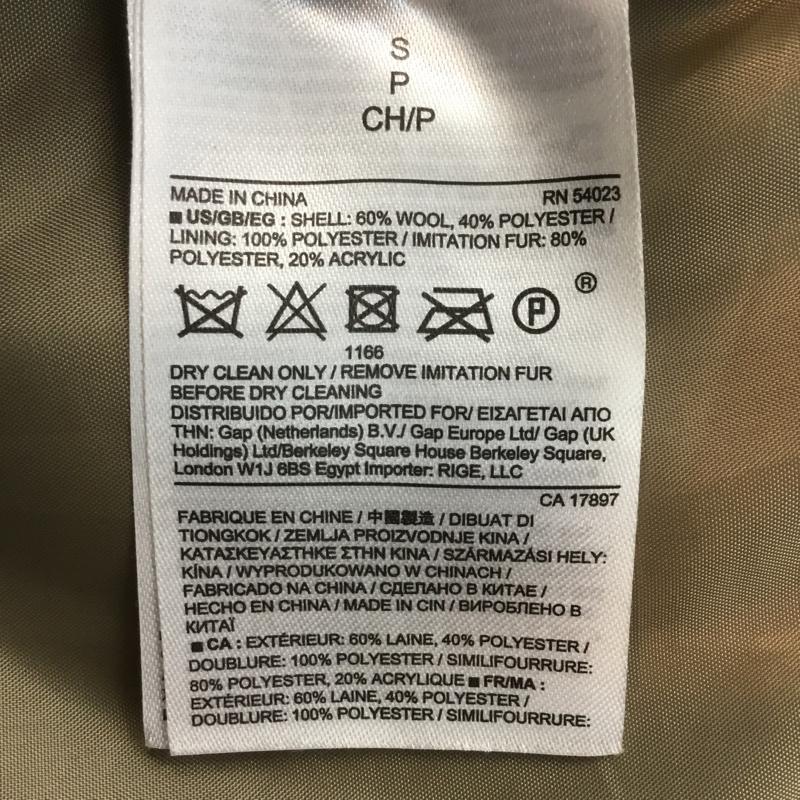 S
P
CH/P
MADE IN CHINA RN 54023
■ US/GB/EG : SHELL: 60% WOOL, 40% POLYESTER /
LINING: 100% POLYESTER / IMITATION FUR: 80%
POLYESTER, 20% ACRYLIC
P ®
1166
DRY CLEAN ONLY / REMOVE IMITATION FUR
BEFORE DRY CLEANING
DISTRIBUIDO POR/IMPORTED FOR/ ΕΙΣΑΓΕΤΑΙ ΑΠΟ
ΤΗΝ: Gap (Netherlands) B.V./ Gap Europe Ltd/ Gap (UK
Holdings) Ltd/Berkeley Square House Berkeley Square,
London W1J 6BS Egypt Importer: RIGE, LLC
CA 17897
FABRIQUE EN CHINE / 中國製造 / DIBUAT DI
TIONGKOK / ZEMLJA PROIZVODNJE KINA /
ΚΑΤΑΣΚΕΥΑΣΤΗΚΕ ΣΤΗΝ ΚΙΝΑ / SZÁRMAZÁSI HELY:
KÍNA / WYPRODUKOWANO W CHINACH /
FABRICADO NA CHINA / СДЕЛАНО В КИТАЕ /
HECHO EN CHINA / MADE IN CIN / ВИРОБЛЕНО В
КИТАЇ
■ CA : EXTÉRIEUR: 60% LAINE, 40% POLYESTER /
DOUBLURE: 100% POLYESTER / SIMILIFOURRURE:
80% POLYESTER, 20% ACRYLIQUE ■ FR/MA :
EXTÉRIEUR: 60% LAINE, 40% POLYESTER /
DOUBLURE: 100% POLYESTER / SIMILIFOURRURE: